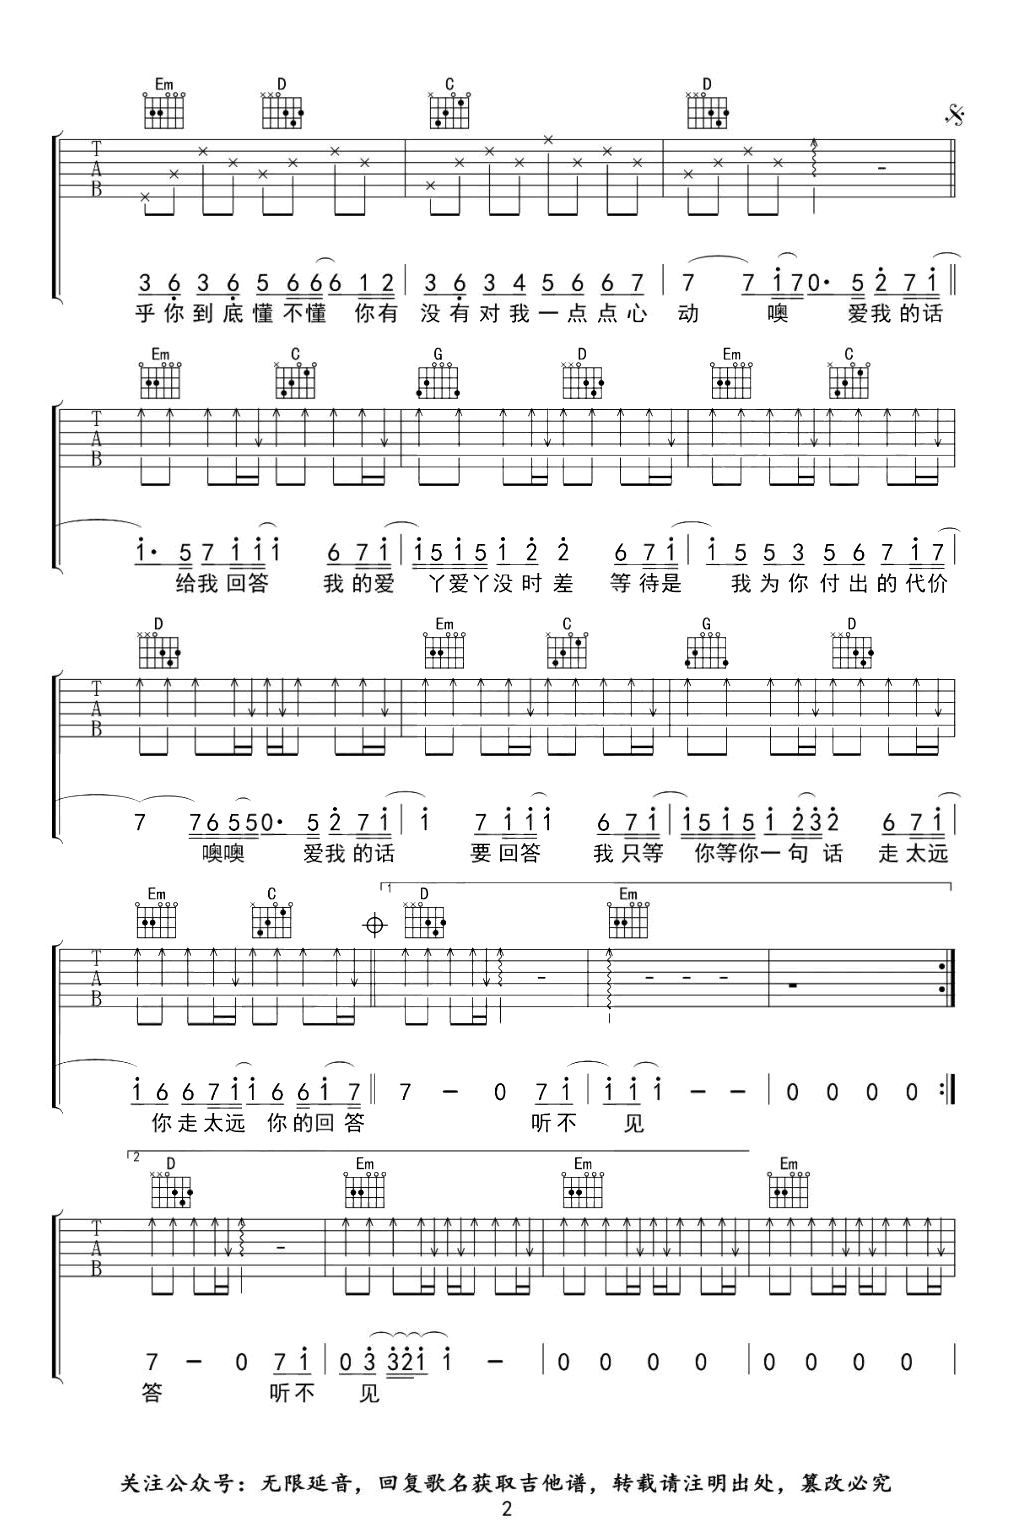 Em D C D
T
A
B
3 6 3 6 5 6 6 6 1 2 3 6 3 4 5 6 6 7 7 7 1 7 0· 5 2 7 1
乎你到底懂不懂 你有 没有对我一点点心动 噢 爱我的话
Em C G D Em C
T
A
B
1· 5 7 1 1 1 6 7 1 1 5 1 5 1 2 2 6 7 1 1 5 5 3 5 6 7 1 7
给我回答 我的爱 丫爱丫没时差 等待是 我为你付出的代价
D Em C G D
T
A
B
7 7 6 5 5 0· 5 2 7 1 1 7 1 1 1 6 7 1 1 5 1 5 1 2 3 2 6 7 1
噢噢 爱我的话 要回答 我只等 你等你一句话 走太远
Em C 1 D Em
T
A
B
1 6 6 7 1 1 6 6 1 7 7 - 0 7 1 1 1 1 - - 0 0 0 0
你走太远 你的回答 听不 见
2 D Em Em Em
T
A
B
7 - 0 7 1 0 3 3 2 1 1 - 0 0 0 0 0 0 0 0
答 听不 见
关注公众号：无限延音，回复歌名获取吉他谱，转载请注明出处，篡改必究
2